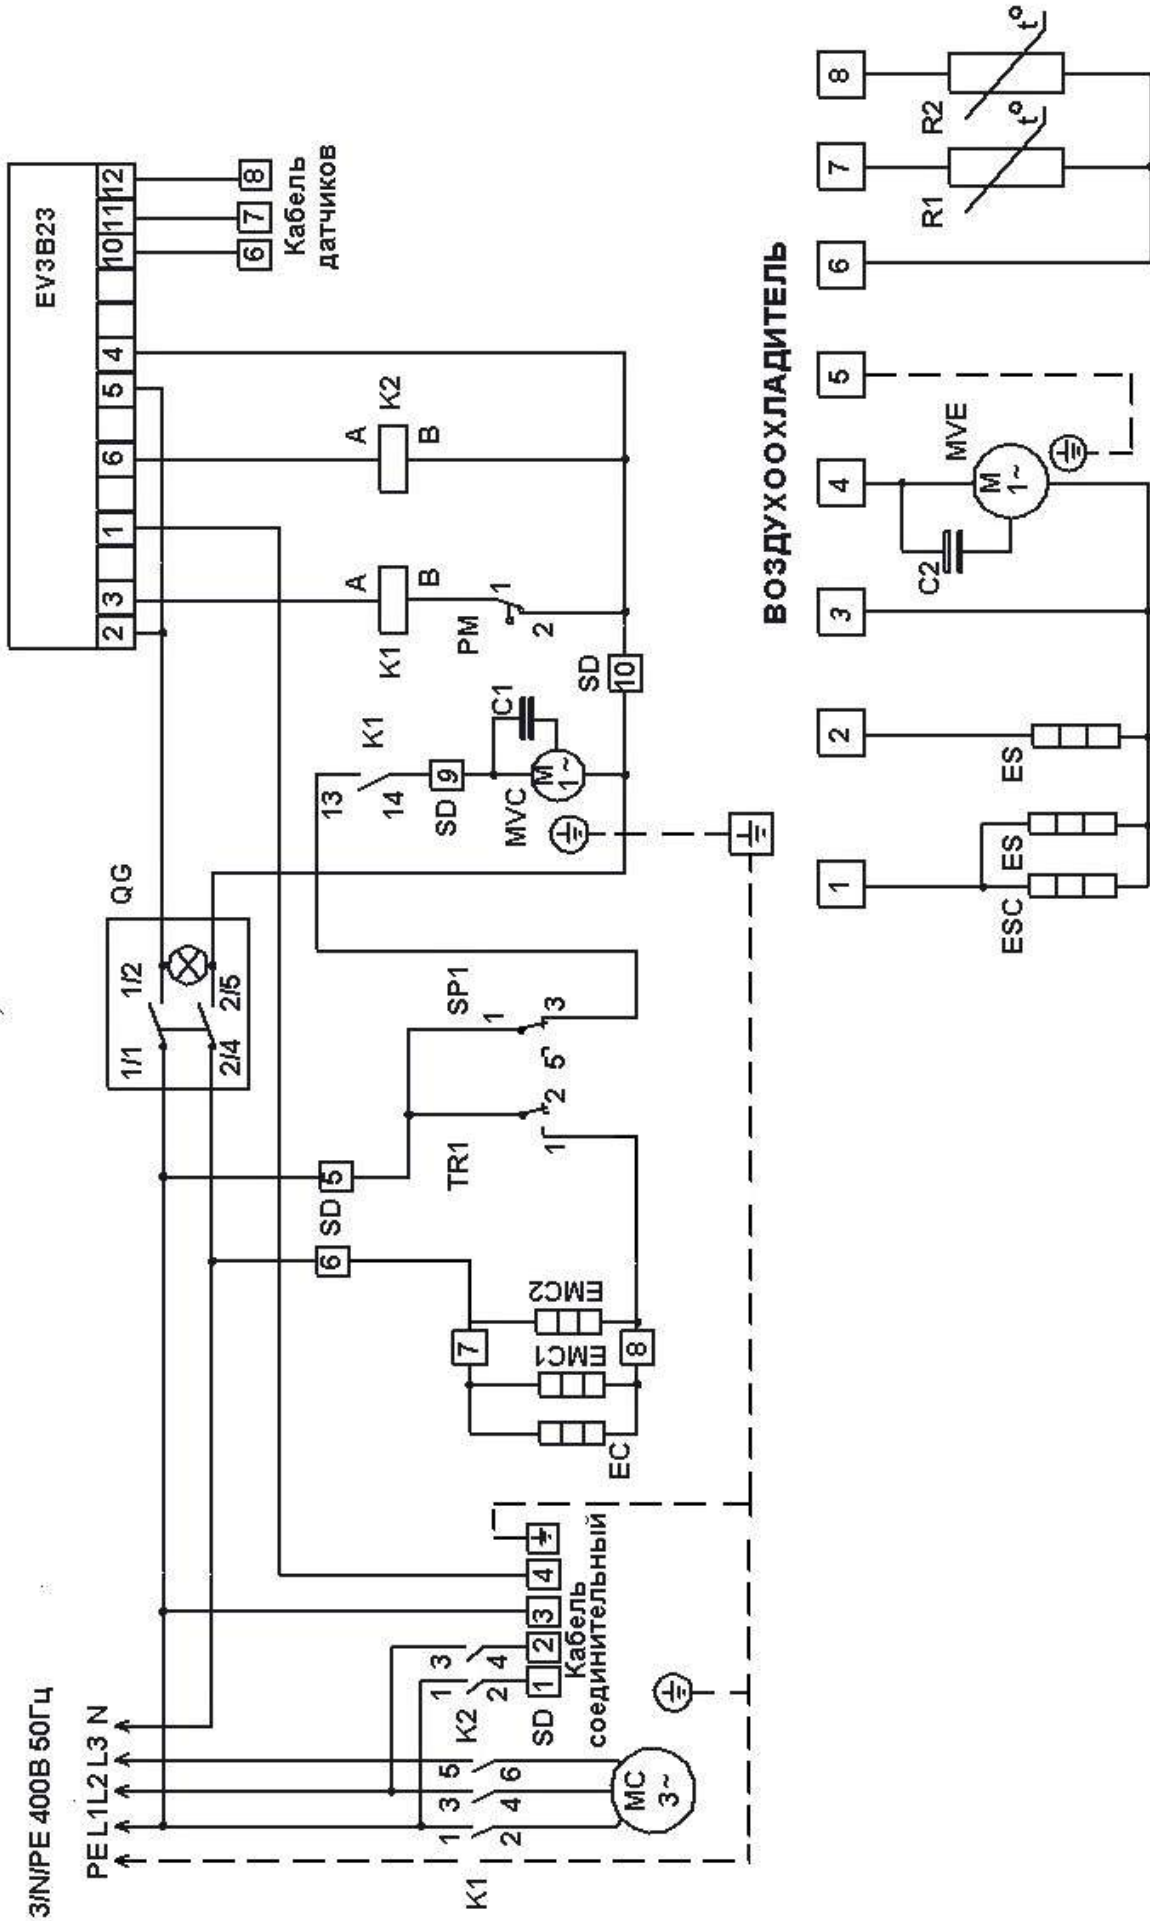 3/N/PE 400В 50Гц
PE L1 L2 L3 N
QG
1/1 1/2
2/4 2/5
EV3B23
2 3 1 6 5 4 10 11 12
6 7 8
Кабель
датчиков
K1
A
B
K2
A
B
PM
1
2
SD
10
K1
13
14
SD
9
C1
MVC
M
1~
SP1
1
3
5
TR1
2
1
SD
5
6
7
8
EMC2
EMC1
EC
K1
1 3 5
2 4 6
MC
3~
K2
1 3
2 4
SD
1 2 3 4
Кабель
соединительный
ВОЗДУХООХЛАДИТЕЛЬ
1 2 3 4 5 6 7 8
ESC
ES
ES
C2
M
1~
MVE
R1
t°
R2
t°